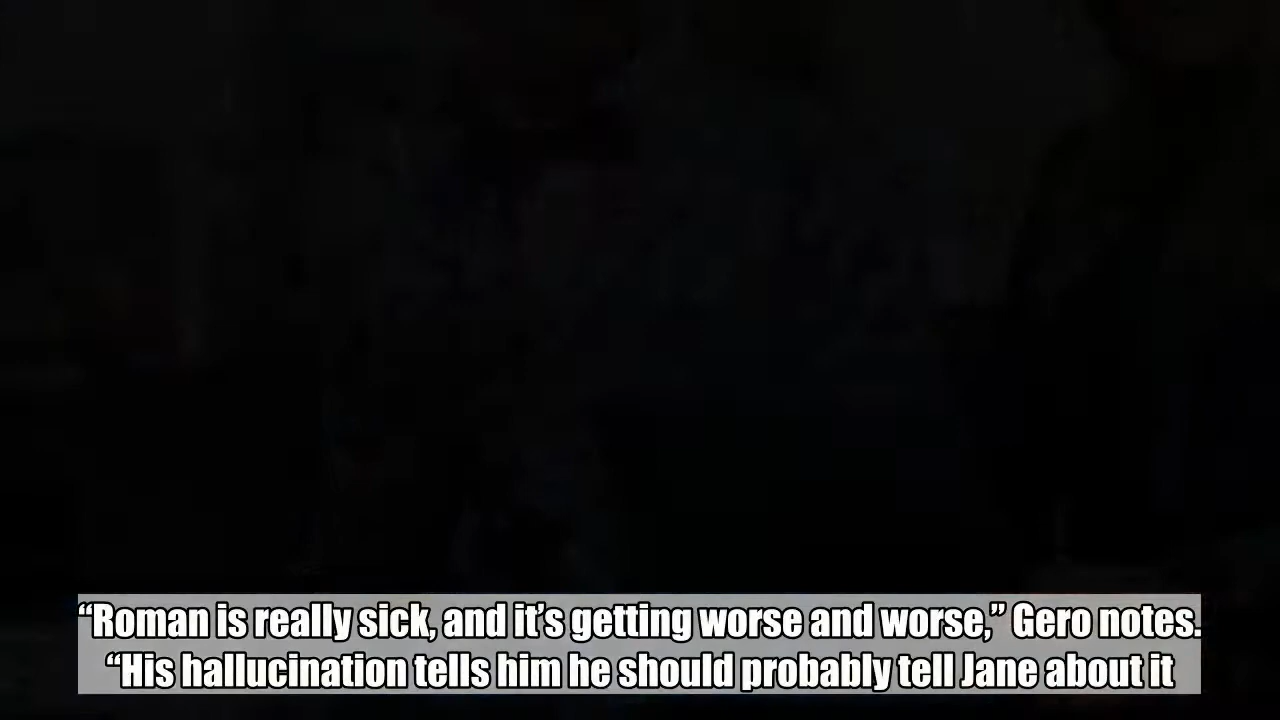 “Roman is really sick, and it’s getting worse and worse,” Gero notes.
“His hallucination tells him he should probably tell Jane about it